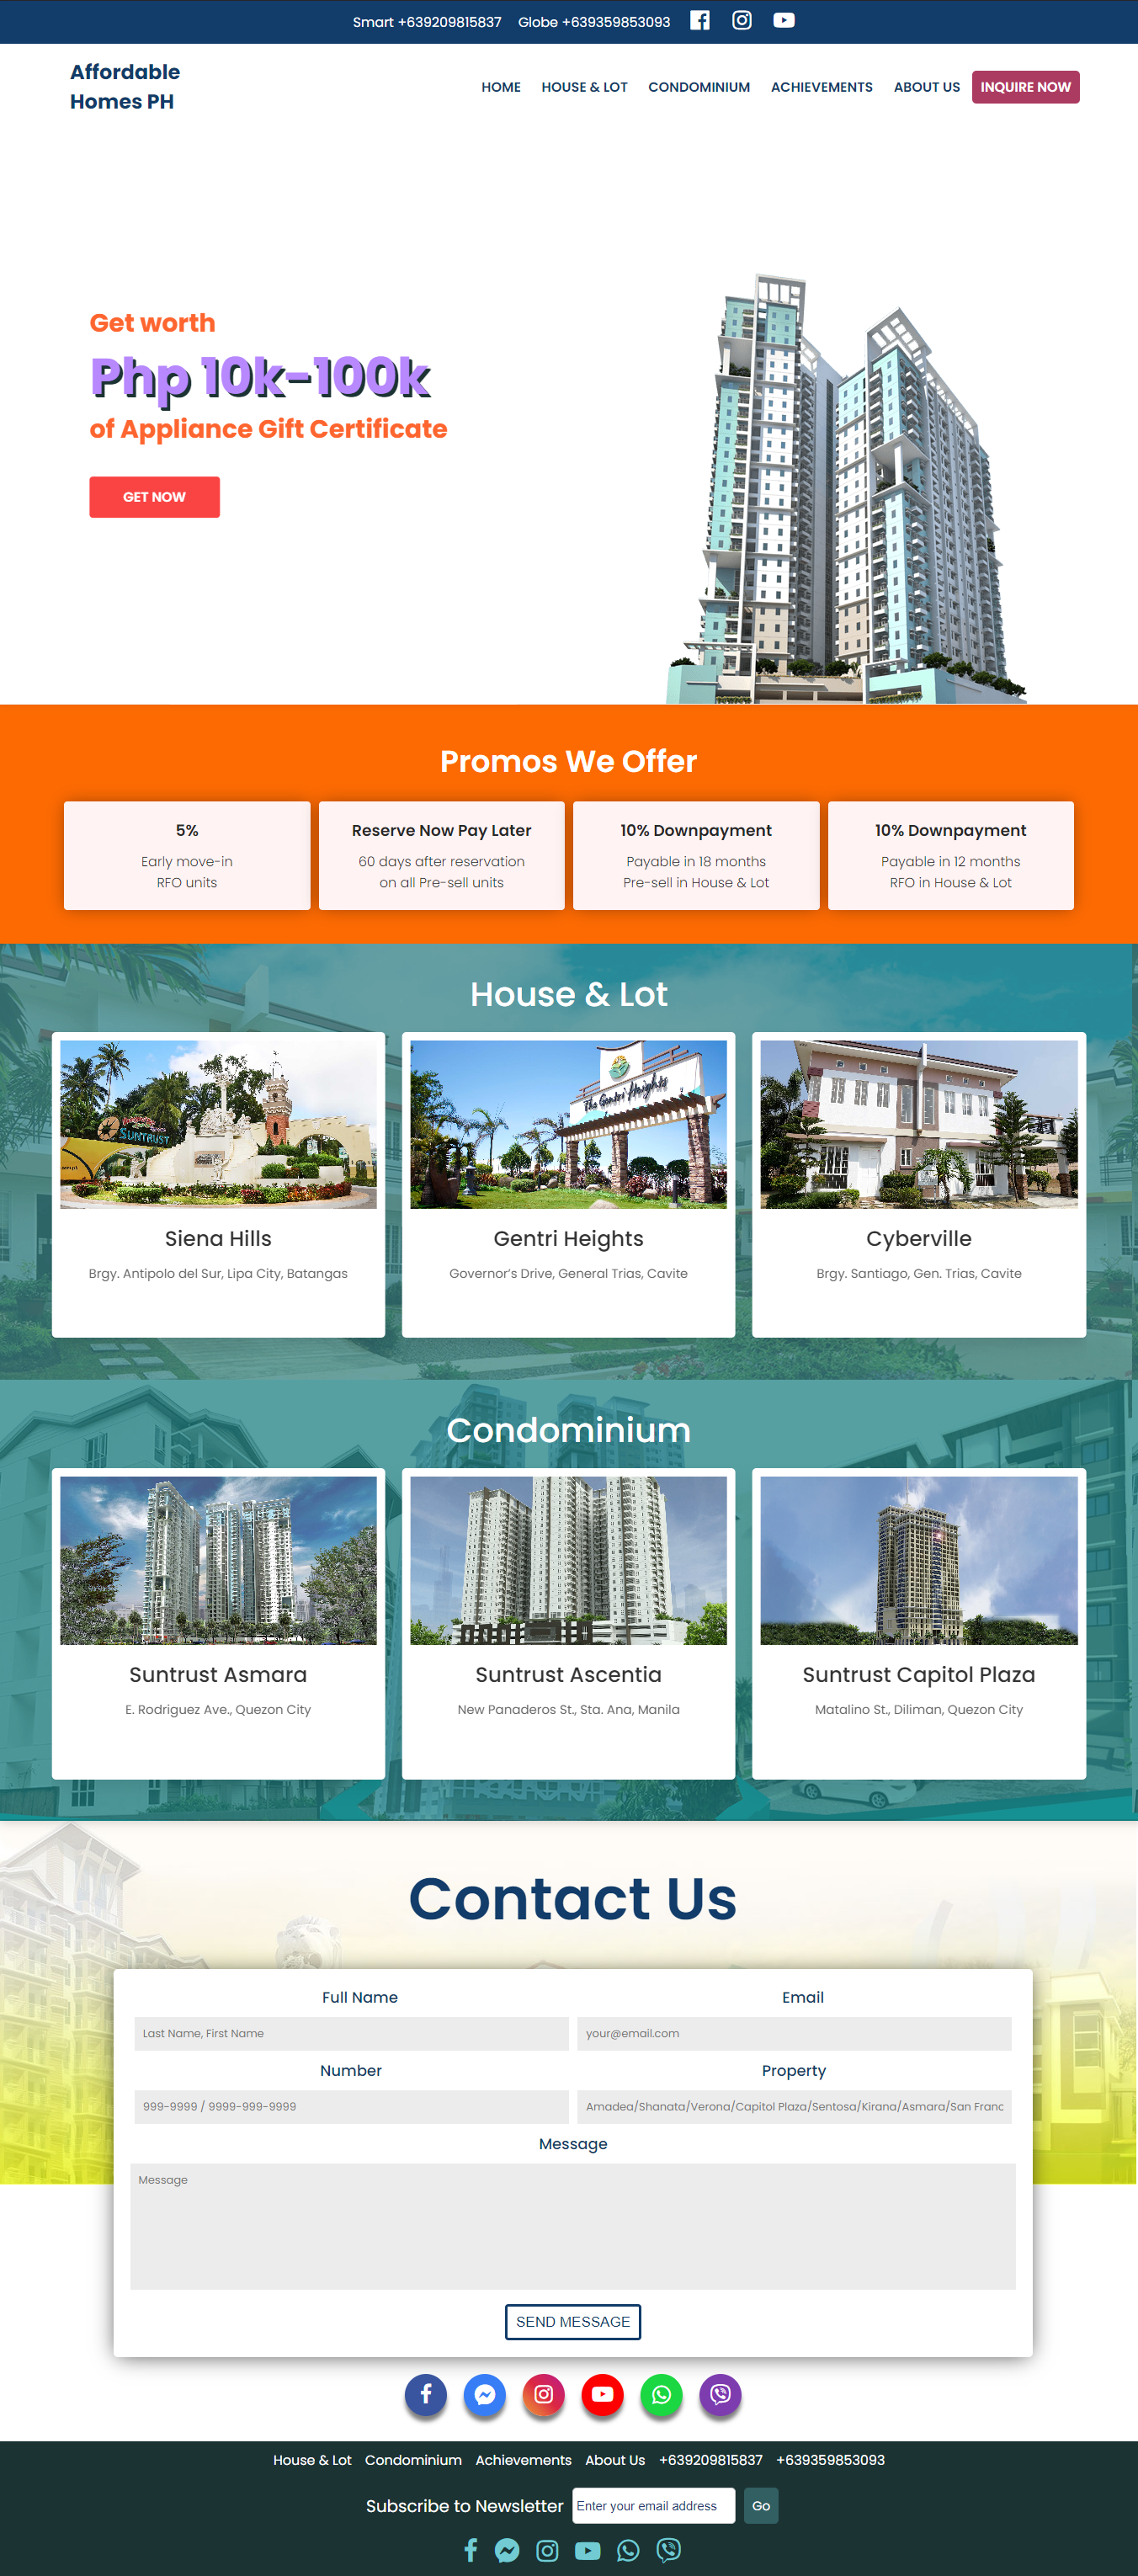 Smart +639209815837 Globe +639359853093
Affordable
Homes PH
HOME HOUSE & LOT CONDOMINIUM ACHIEVEMENTS ABOUT US INQUIRE NOW
Get worth
Php 10k-100k
of Appliance Gift Certificate
GET NOW
Promos We Offer
5%
Early move-in
RFO units
Reserve Now Pay Later
60 days after reservation
on all Pre-sell units
10% Downpayment
Payable in 18 months
Pre-sell in House & Lot
10% Downpayment
Payable in 12 months
RFO in House & Lot
House & Lot
SUNTRUST
The Gentri Heights
Siena Hills
Brgy. Antipolo del Sur, Lipa City, Batangas
Gentri Heights
Governor's Drive, General Trias, Cavite
Cyberville
Brgy. Santiago, Gen. Trias, Cavite
Condominium
Suntrust Asmara
E. Rodriguez Ave., Quezon City
Suntrust Ascentia
New Panaderos St., Sta. Ana, Manila
Suntrust Capitol Plaza
Matalino St., Diliman, Quezon City
Contact Us
Full Name
Last Name, First Name
Email
your@email.com
Number
999-9999 / 9999-999-9999
Property
Amadea/Shanata/Verona/Capitol Plaza/Sentosa/Kirana/Asmara/San Franc
Message
Message
SEND MESSAGE
House & Lot Condominium Achievements About Us +639209815837 +639359853093
Subscribe to Newsletter Enter your email address Go